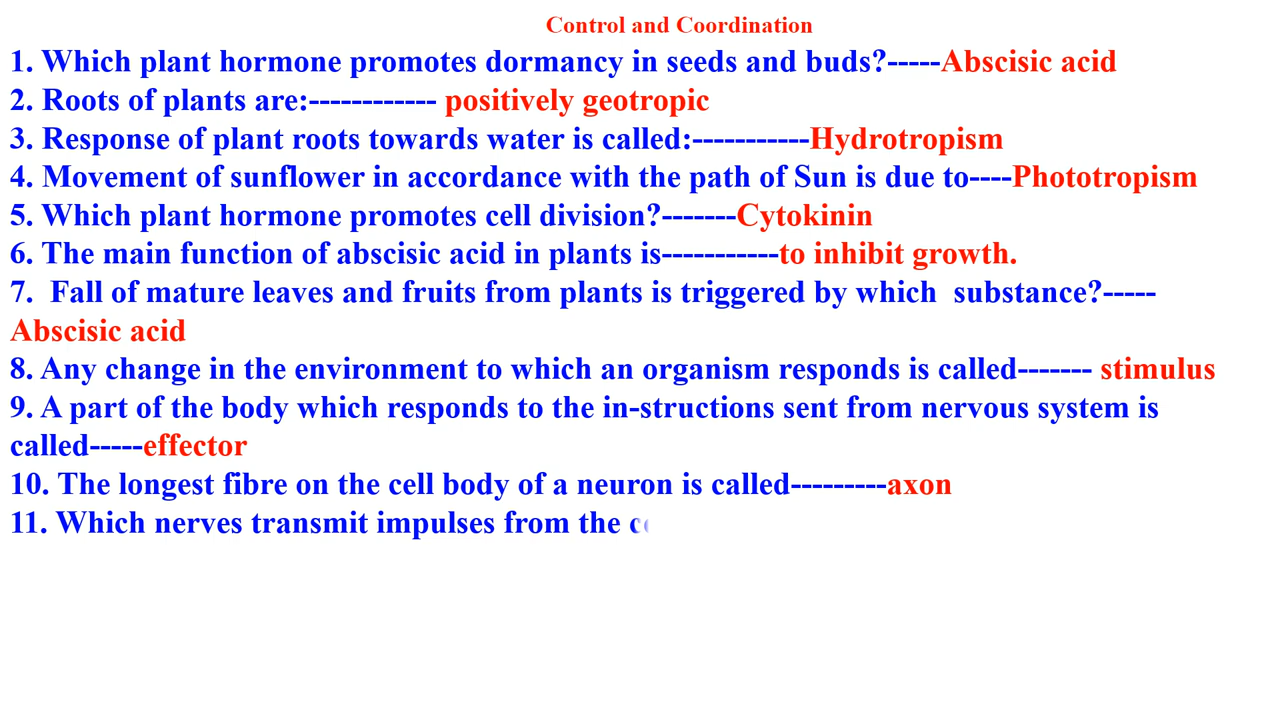 Control and Coordination
1. Which plant hormone promotes dormancy in seeds and buds?-----Abscisic acid
2. Roots of plants are:------------ positively geotropic
3. Response of plant roots towards water is called:-----------Hydrotropism
4. Movement of sunflower in accordance with the path of Sun is due to----Phototropism
5. Which plant hormone promotes cell division?-------Cytokinin
6. The main function of abscisic acid in plants is-----------to inhibit growth.
7.  Fall of mature leaves and fruits from plants is triggered by which  substance?-----
Abscisic acid
8. Any change in the environment to which an organism responds is called------- stimulus
9. A part of the body which responds to the in-structions sent from nervous system is
called-----effector
10. The longest fibre on the cell body of a neuron is called---------axon
11. Which nerves transmit impulses from the